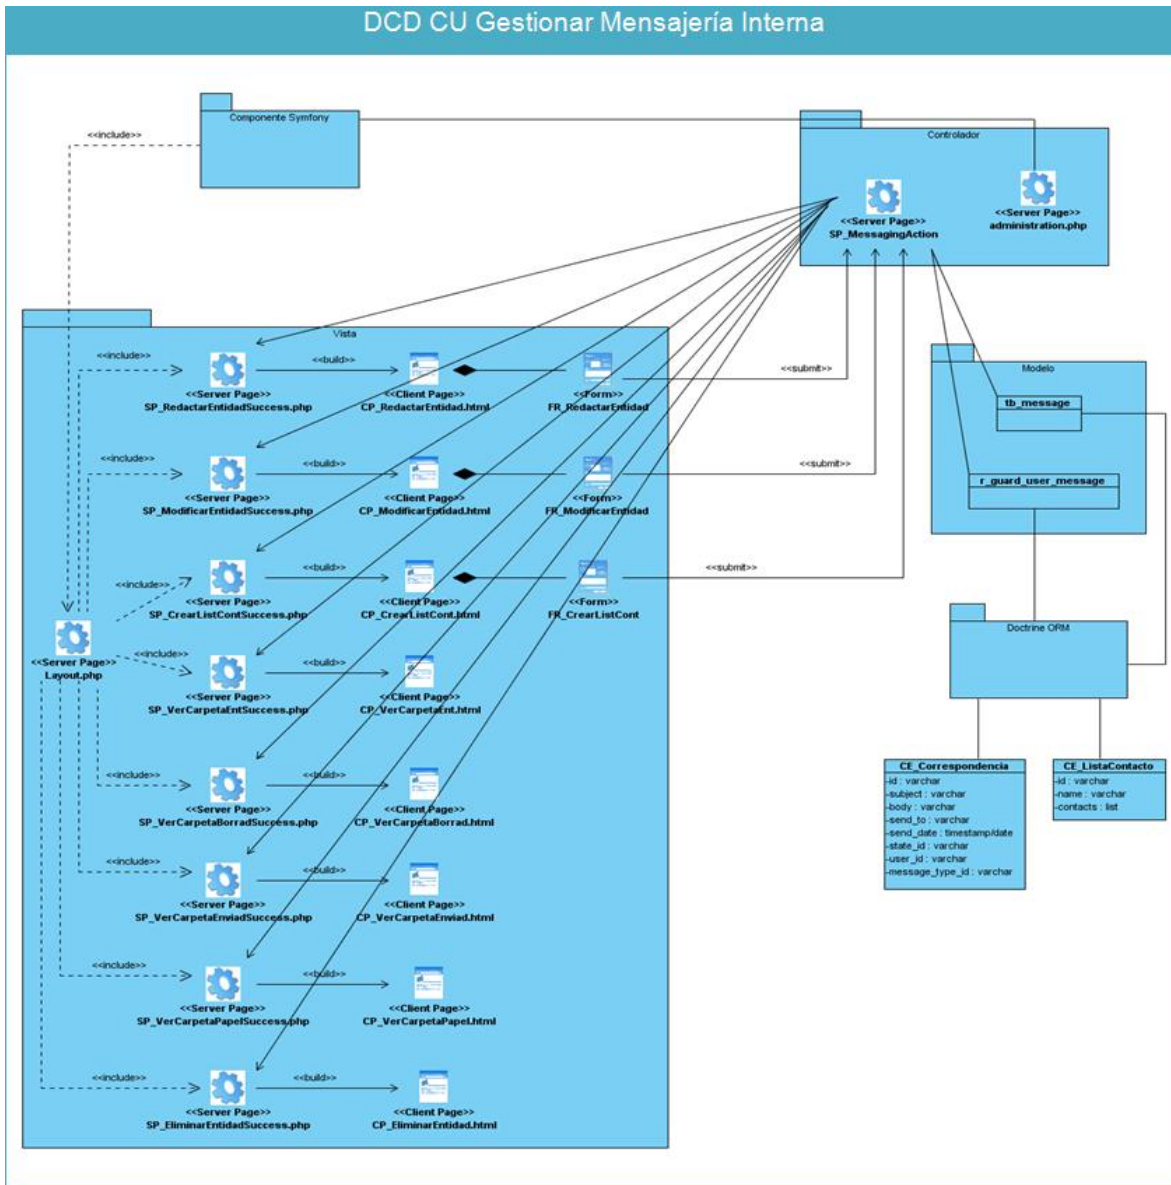 DCD CU Gestionar Mensajería Interna
Componente Symfony
<<include>>
Controlador
<<Server Page>>
SP_MessagingAction
<<Server Page>>
administration.php
Vista
<<include>>
<<Server Page>>
SP_RedactarEntidadSuccess.php
<<build>>
<<Client Page>>
CP_RedactarEntidad.html
<<Form>>
FR_RedactarEntidad
<<submit>>
<<include>>
<<Server Page>>
SP_ModificarEntidadSuccess.php
<<build>>
<<Client Page>>
CP_ModificarEntidad.html
<<Form>>
FR_ModificarEntidad
<<submit>>
<<include>>
<<Server Page>>
SP_CrearListContSuccess.php
<<build>>
<<Client Page>>
CP_CrearListCont.html
<<Form>>
FR_CrearListCont
<<submit>>
<<Server Page>>
Layout.php
<<include>>
<<Server Page>>
SP_VerCarpetaEntSuccess.php
<<build>>
<<Client Page>>
CP_VerCarpetaEnt.html
<<include>>
<<Server Page>>
SP_VerCarpetaBorradSuccess.php
<<build>>
<<Client Page>>
CP_VerCarpetaBorrad.html
<<include>>
<<Server Page>>
SP_VerCarpetaEnviadSuccess.php
<<build>>
<<Client Page>>
CP_VerCarpetaEnviad.html
<<include>>
<<Server Page>>
SP_VerCarpetaPapelSuccess.php
<<build>>
<<Client Page>>
CP_VerCarpetaPapel.html
<<include>>
<<Server Page>>
SP_EliminarEntidadSuccess.php
<<build>>
<<Client Page>>
CP_EliminarEntidad.html
Modelo
tb_message
r_guard_user_message
Doctrine ORM
CE_Correspondencia
-id : varchar
-subject : varchar
-body : varchar
-send_to : varchar
-send_date : timestamp/date
-state_id : varchar
-user_id : varchar
-message_type_id : varchar
CE_ListaContacto
-id : varchar
-name : varchar
-contacts : list